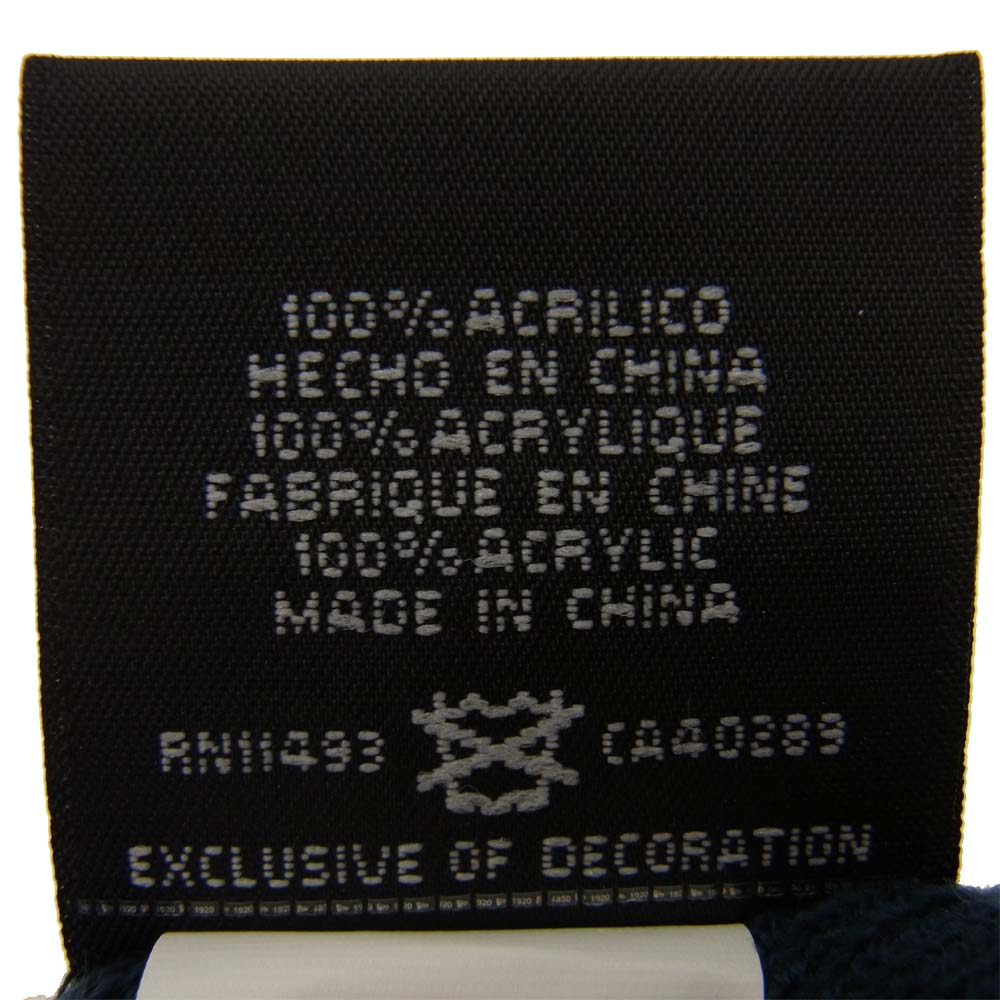 100% ACRILICO
HECHO EN CHINA
100% ACRYLIQUE
FABRIQUE EN CHINE
100% ACRYLIC
MADE IN CHINA
RN11493 CA40289
EXCLUSIVE OF DECORATION